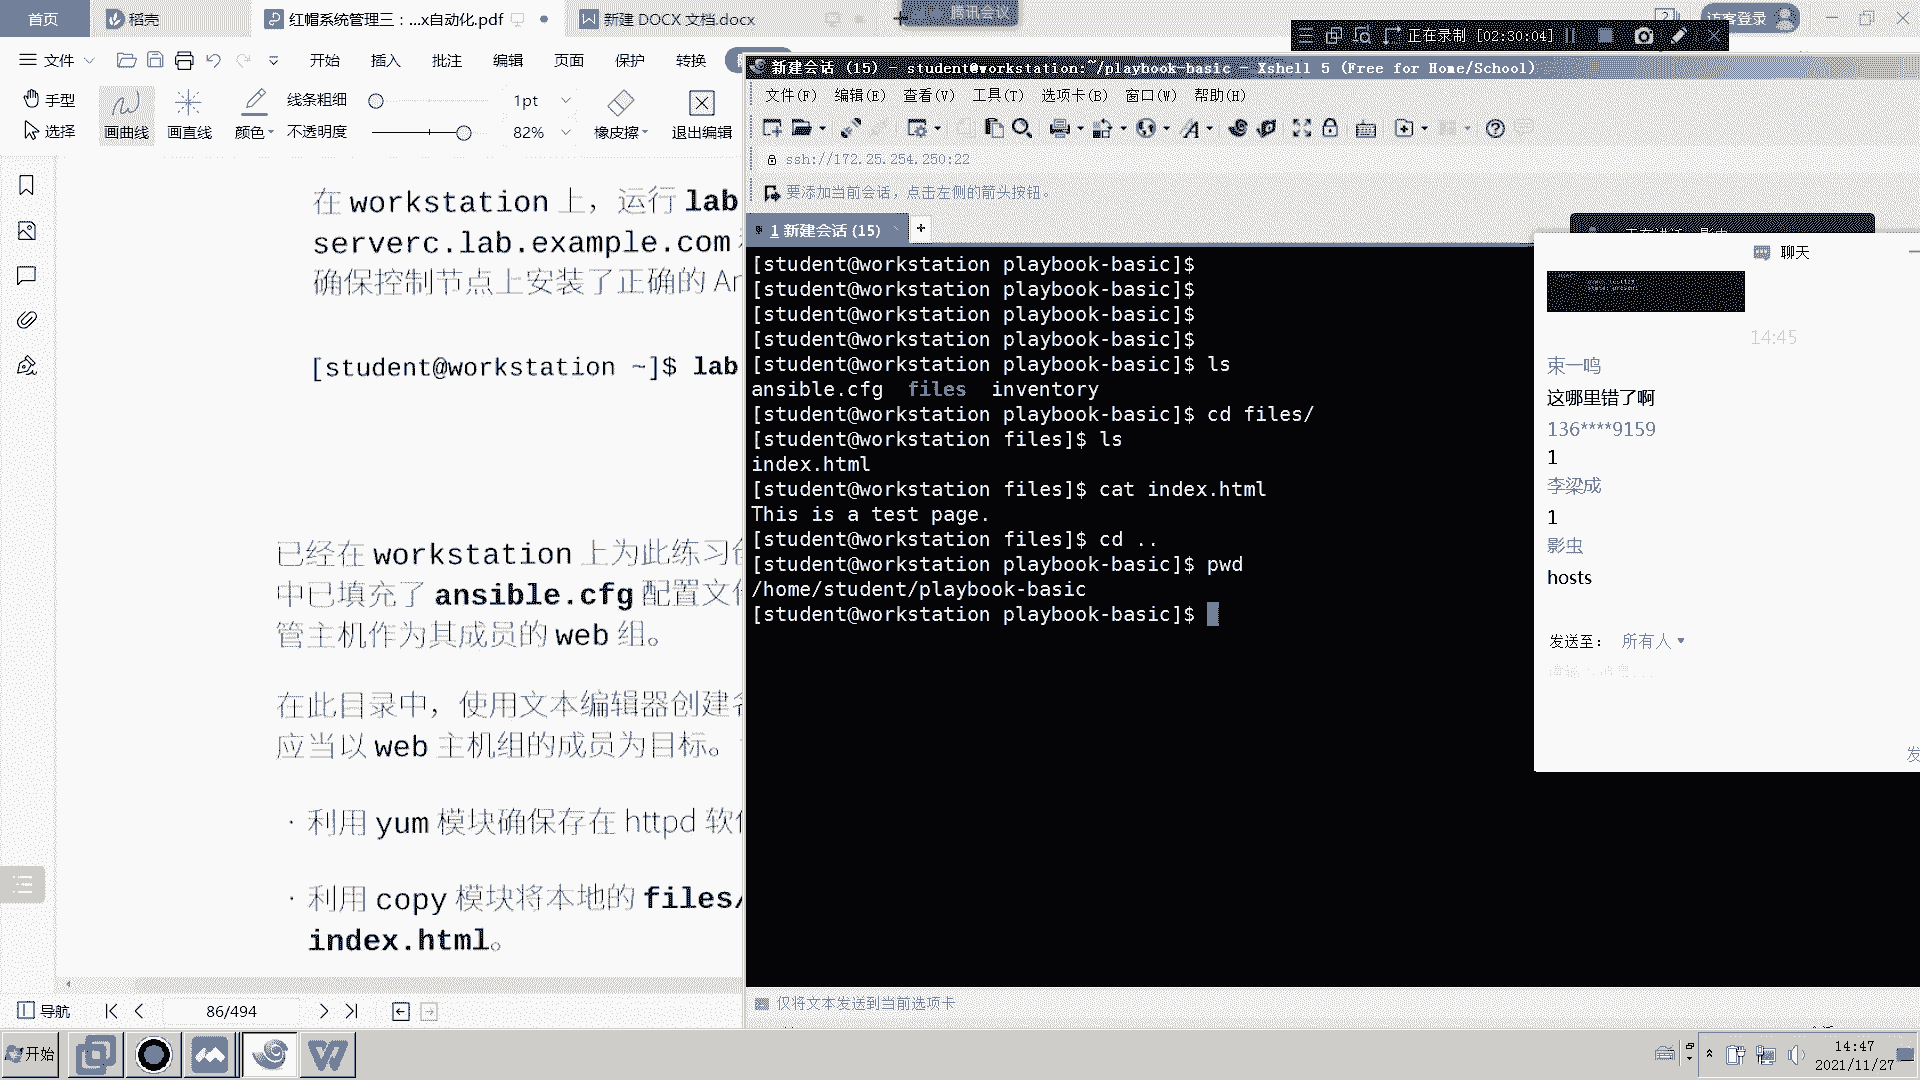 首页
稻壳
红帽系统管理三：...x自动化.pdf
新建 DOCX 文档.docx
腾讯会议
访客登录
正在录制 [02:30:04]
文件
开始
插入
批注
编辑
页面
保护
转换
手型
选择
画曲线
画直线
颜色
线条粗细
1pt
不透明度
82%
橡皮擦
退出编辑
在 workstation 上，运行 lab
serverc.lab.example.com
确保控制节点上安装了正确的 An
[student@workstation ~]$ lab
已经在 workstation 上为此练习
中已填充了 ansible.cfg 配置文
管主机作为其成员的 web 组。
在此目录中，使用文本编辑器创建
应当以 web 主机组的成员为目标。
· 利用 yum 模块确保存在 httpd 软
· 利用 copy 模块将本地的 files/
index.html。
导航
86/494
新建会话 (15) - student@workstation:~/playbook-basic - Xshell 5 (Free for Home/School)
文件(F) 编辑(E) 查看(V) 工具(T) 选项卡(B) 窗口(W) 帮助(H)
ssh://172.25.254.250:22
要添加当前会话，点击左侧的箭头按钮。
1 新建会话 (15)
+
[student@workstation playbook-basic]$
[student@workstation playbook-basic]$
[student@workstation playbook-basic]$
[student@workstation playbook-basic]$
[student@workstation playbook-basic]$ ls
ansible.cfg files inventory
[student@workstation playbook-basic]$ cd files/
[student@workstation files]$ ls
index.html
[student@workstation files]$ cat index.html
This is a test page.
[student@workstation files]$ cd ..
[student@workstation playbook-basic]$ pwd
/home/student/playbook-basic
[student@workstation playbook-basic]$
仅将文本发送到当前选项卡
聊天
14:45
束一鸣
这哪里错了啊
136****9159
1
李梁成
1
影虫
hosts
发送至：
所有人
发
开始
14:47
2021/11/27